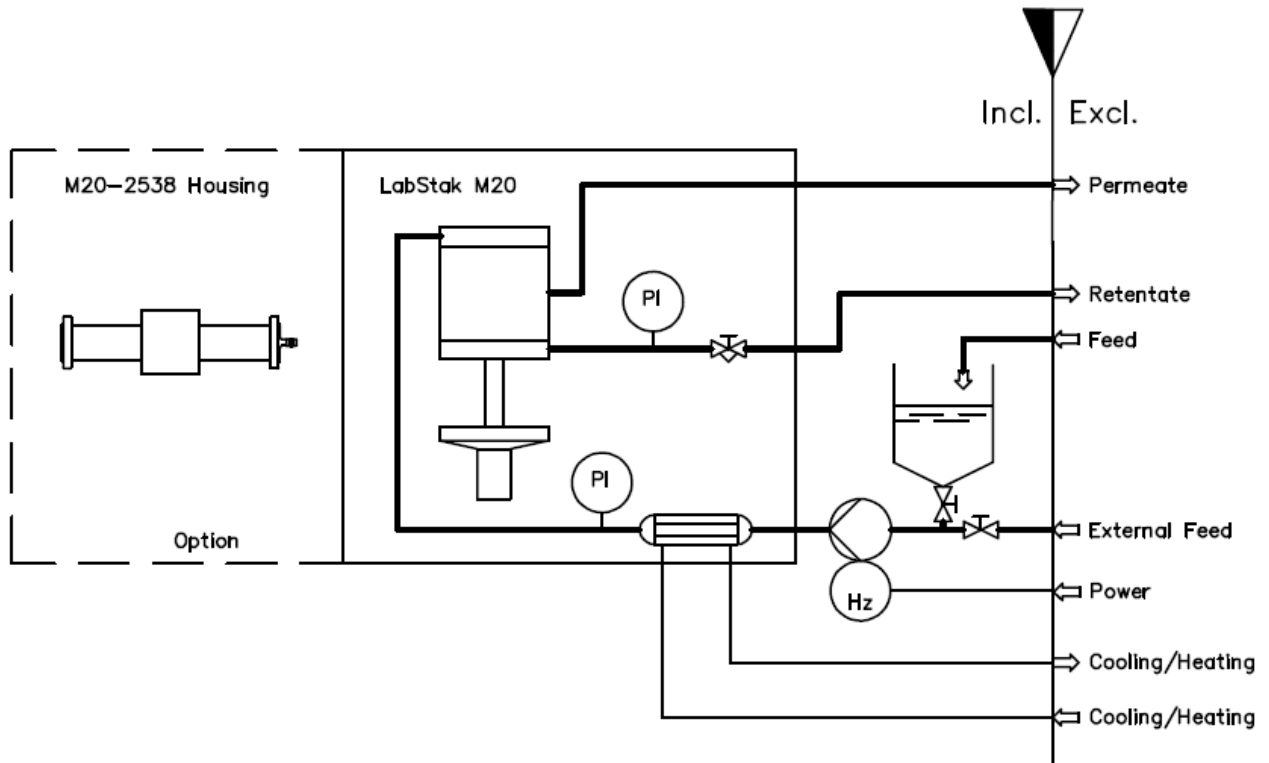 Incl. Excl.
M20-2538 Housing
LabStak M20
Permeate
PI
Retentate
Feed
PI
Option
External Feed
Hz
Power
Cooling/Heating
Cooling/Heating